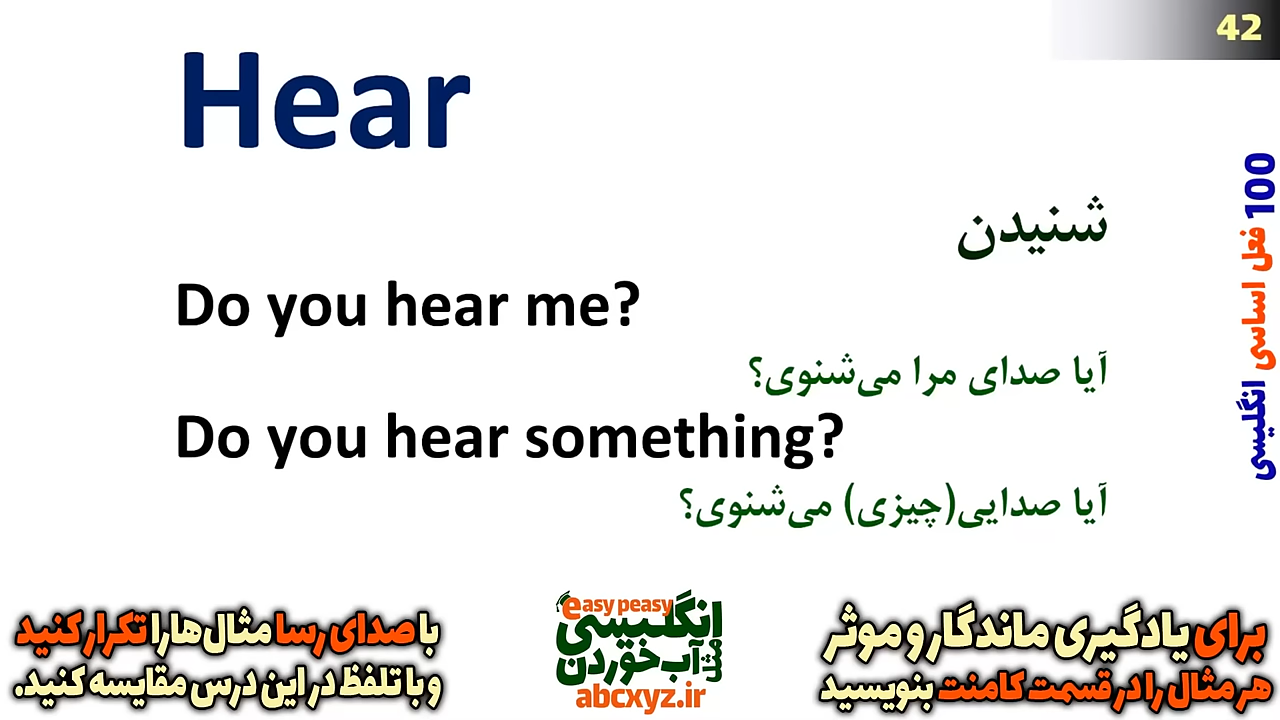 42
Hear
شنیدن
Do you hear me?
آیا صدای مرا می‌شنوی؟
Do you hear something?
آیا صدایی(چیزی) می‌شنوی؟
100 فعل اساسی انگلیسی
با صدای رسا مثال‌ها را تکرار کنید
و با تلفظ در این درس مقایسه کنید.
easy peasy
انگلیسی
مثل آب خوردن
abcxyz.ir
برای یادگیری ماندگار و موثر
هر مثال را در قسمت کامنت بنویسید